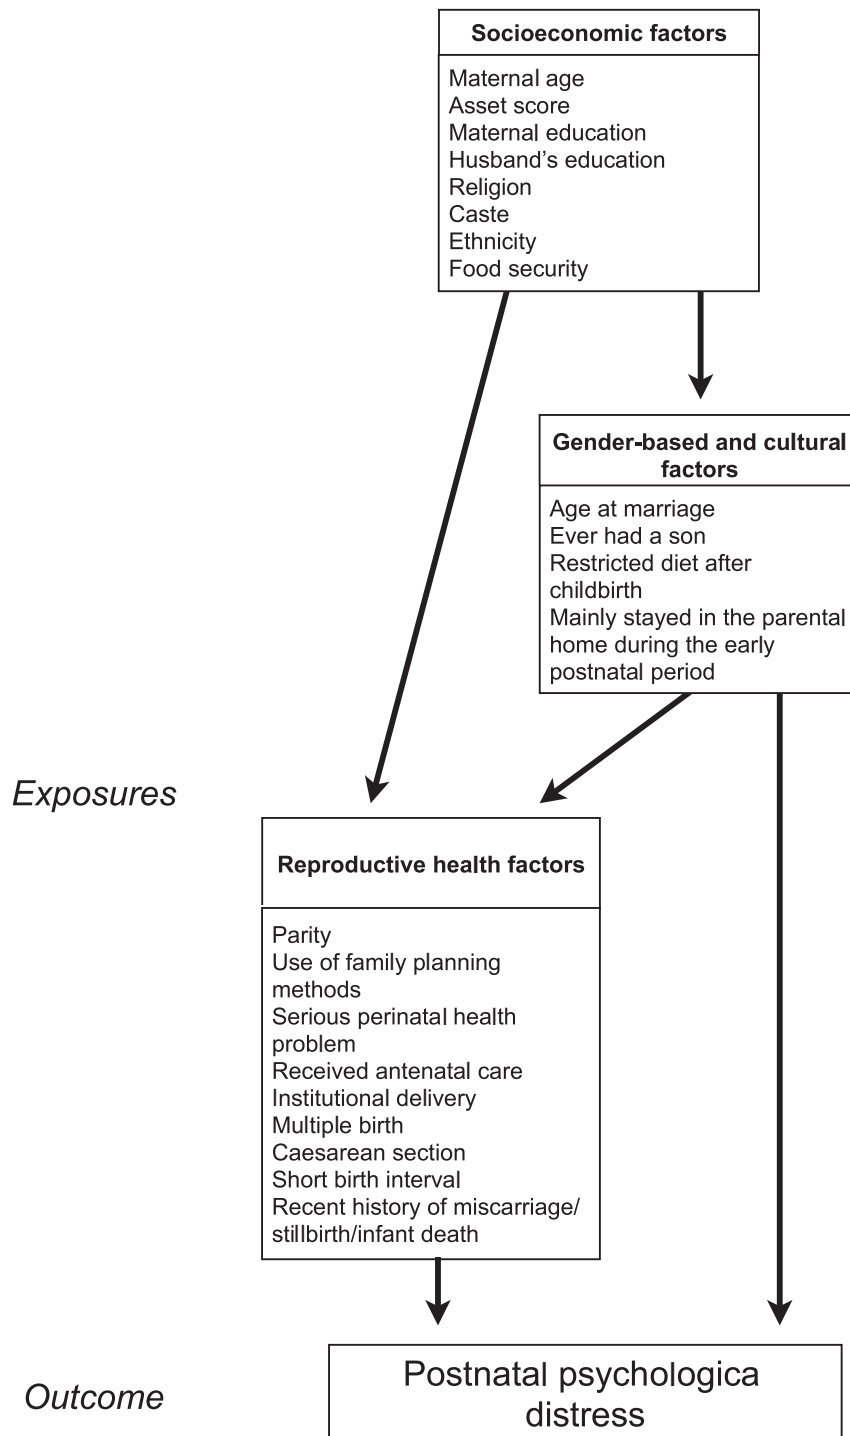 Socioeconomic factors
Maternal age
Asset score
Maternal education
Husband's education
Religion
Caste
Ethnicity
Food security
Gender-based and cultural
factors
Age at marriage
Ever had a son
Restricted diet after
childbirth
Mainly stayed in the parental
home during the early
postnatal period
Exposures
Reproductive health factors
Parity
Use of family planning
methods
Serious perinatal health
problem
Received antenatal care
Institutional delivery
Multiple birth
Caesarean section
Short birth interval
Recent history of miscarriage/
stillbirth/infant death
Outcome
Postnatal psychologica
distress